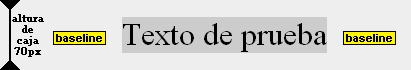 altura
de
caja
70px
baseline Texto de prueba baseline